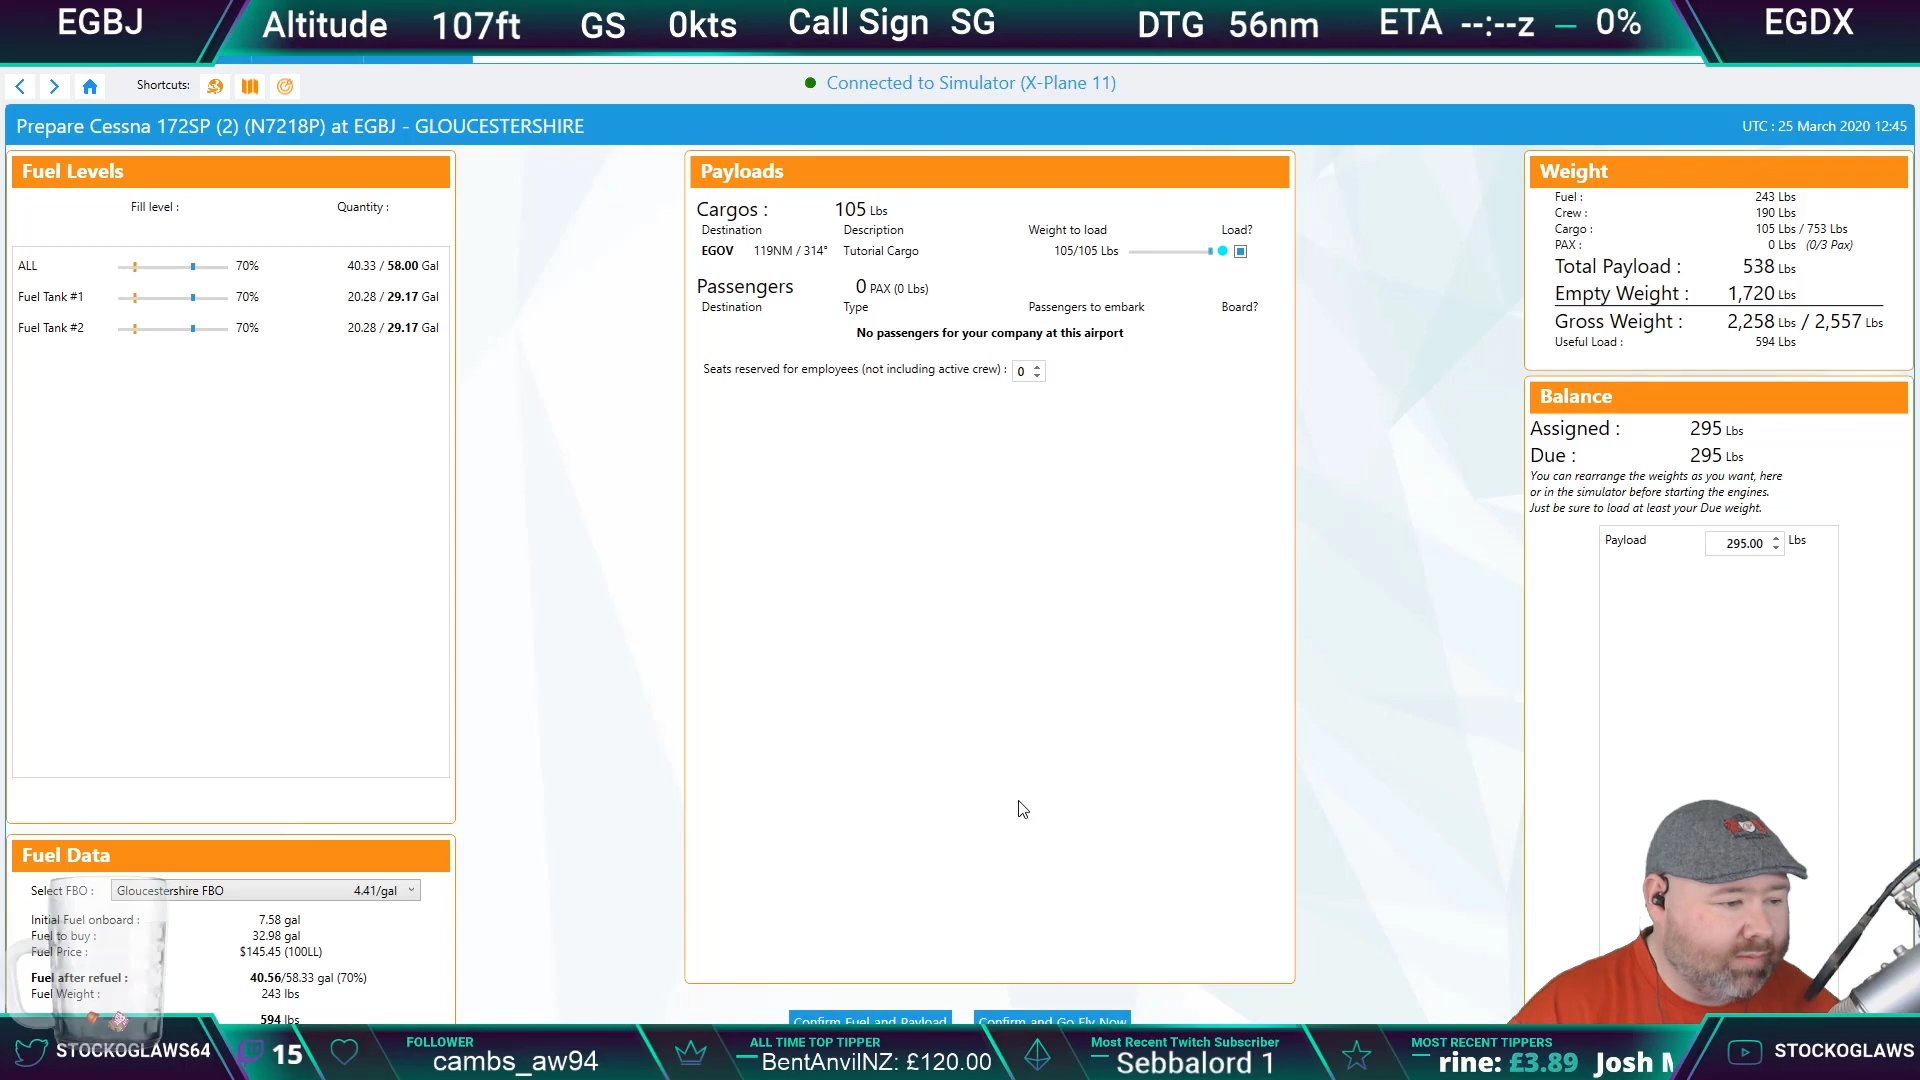 EGBJ
Altitude 107ft GS 0kts Call Sign SG DTG 56nm ETA --:--z — 0%
EGDX
Shortcuts:
Connected to Simulator (X-Plane 11)
Prepare Cessna 172SP (2) (N7218P) at EGBJ - GLOUCESTERSHIRE
UTC : 25 March 2020 12:45
Fuel Levels
Fill level : Quantity :
ALL 70% 40.33 / 58.00 Gal
Fuel Tank #1 70% 20.28 / 29.17 Gal
Fuel Tank #2 70% 20.28 / 29.17 Gal
Fuel Data
Select FBO : Gloucestershire FBO 4.41/gal
Initial Fuel onboard : 7.58 gal
Fuel to buy : 32.98 gal
Fuel Price : $145.45 (100LL)
Fuel after refuel : 40.56/58.33 gal (70%)
Fuel Weight : 243 lbs
594 lbs
Payloads
Cargos : 105 Lbs
Destination Description Weight to load Load?
EGOV 119NM / 314° Tutorial Cargo 105/105 Lbs
Passengers 0 PAX (0 Lbs)
Destination Type Passengers to embark Board?
No passengers for your company at this airport
Seats reserved for employees (not including active crew) : 0
Confirm Fuel and Payload
Confirm and Go Fly Now
Weight
Fuel : 243 Lbs
Crew : 190 Lbs
Cargo : 105 Lbs / 753 Lbs
PAX : 0 Lbs (0/3 Pax)
Total Payload : 538 Lbs
Empty Weight : 1,720 Lbs
Gross Weight : 2,258 Lbs / 2,557 Lbs
Useful Load : 594 Lbs
Balance
Assigned : 295 Lbs
Due : 295 Lbs
You can rearrange the weights as you want, here
or in the simulator before starting the engines.
Just be sure to load at least your Due weight.
Payload 295.00 Lbs
STOCKOGLAWS64
15
FOLLOWER
cambs_aw94
ALL TIME TOP TIPPER
BentAnvilNZ: £120.00
Most Recent Twitch Subscriber
Sebbalord 1
MOST RECENT TIPPERS
rine: £3.89 Josh M
STOCKOGLAWS